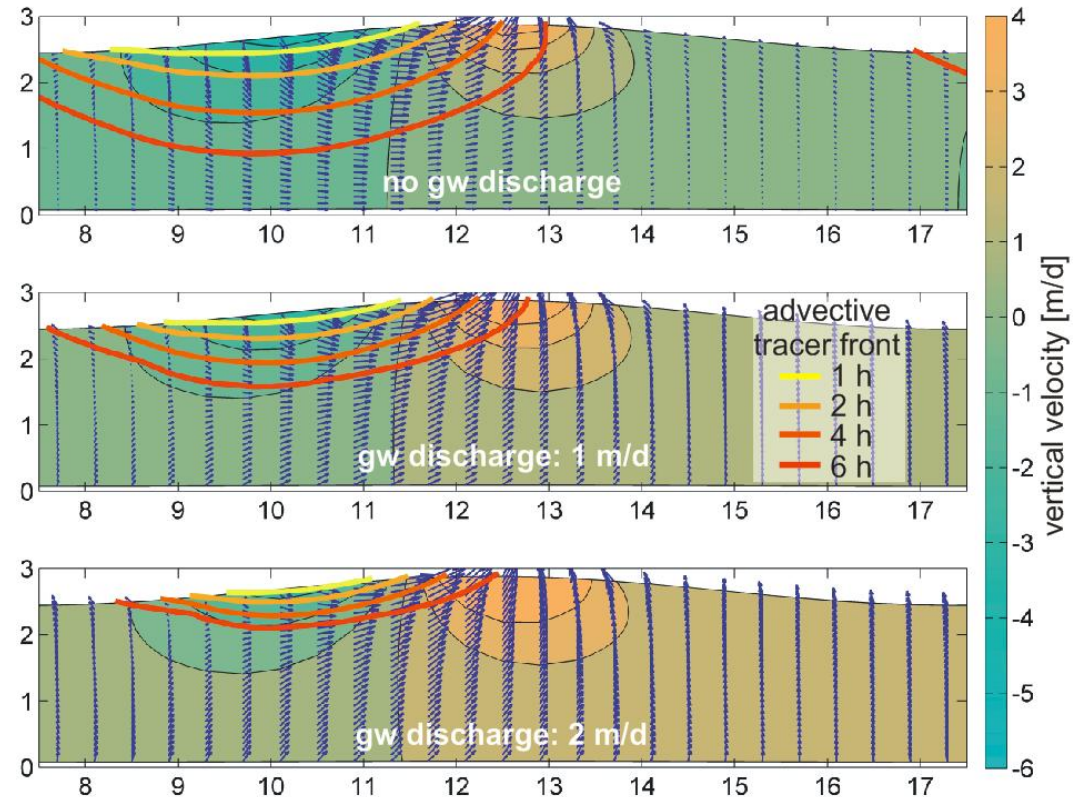 3
2
1
0
no gw discharge
8 9 10 11 12 13 14 15 16 17
3
2
1
0
gw discharge: 1 m/d
advective
tracer front
1 h
2 h
4 h
6 h
8 9 10 11 12 13 14 15 16 17
3
2
1
0
gw discharge: 2 m/d
8 9 10 11 12 13 14 15 16 17
4
3
2
1
0
-1
-2
-3
-4
-5
-6
vertical velocity [m/d]